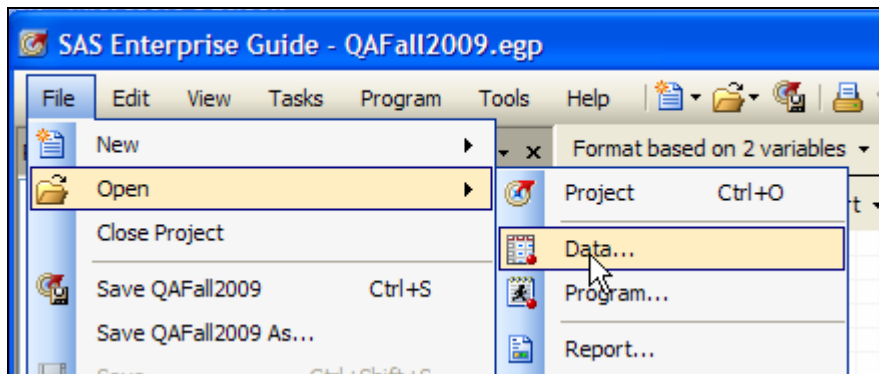 SAS Enterprise Guide - QAFall2009.egp
File Edit View Tasks Program Tools Help
New
Format based on 2 variables
Open
Project Ctrl+O
Close Project
Data...
Save QAFall2009 Ctrl+S
Program...
Save QAFall2009 As...
Report...